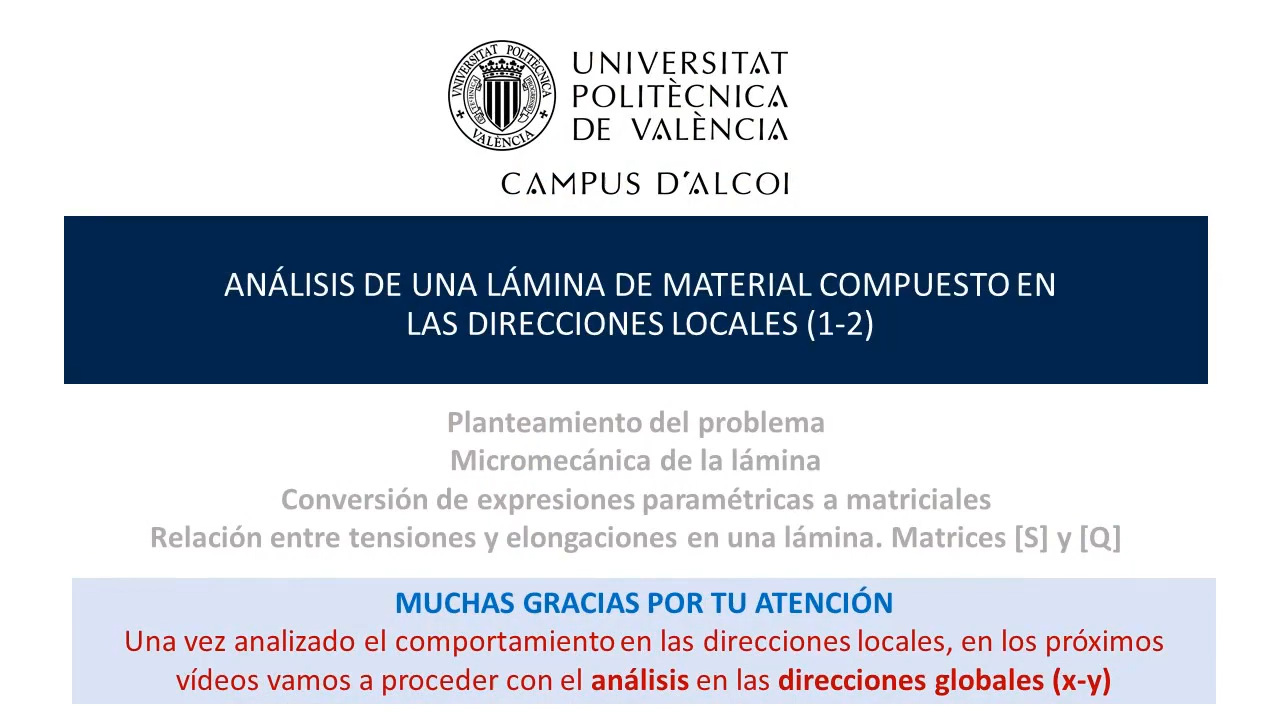 UNIVERSITAT POLITÈCNICA
VALÈNCIA
UNIVERSITAT
POLITÈCNICA
DE VALÈNCIA
CAMPUS D'ALCOI
ANÁLISIS DE UNA LÁMINA DE MATERIAL COMPUESTO EN
LAS DIRECCIONES LOCALES (1-2)
Planteamiento del problema
Micromecánica de la lámina
Conversión de expresiones paramétricas a matriciales
Relación entre tensiones y elongaciones en una lámina. Matrices [S] y [Q]
MUCHAS GRACIAS POR TU ATENCIÓN
Una vez analizado el comportamiento en las direcciones locales, en los próximos
vídeos vamos a proceder con el análisis en las direcciones globales (x-y)